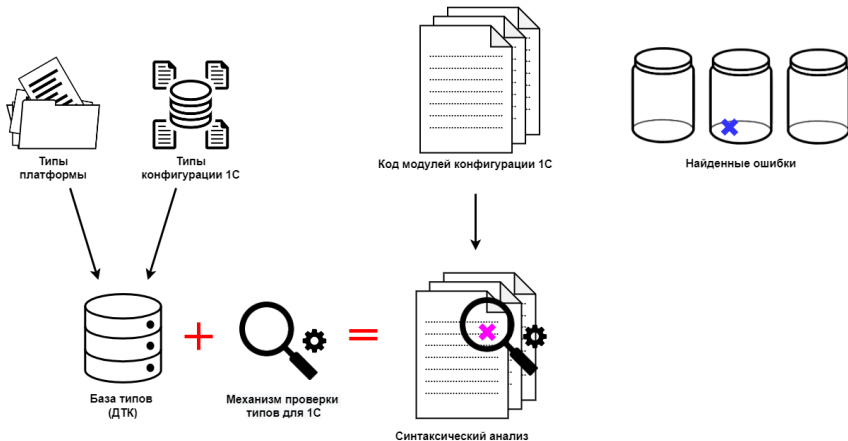 Типы
платформы
Типы
конфигурации 1С
Код модулей конфигурации 1С
Найденные ошибки
+
=
База типов
(ДТК)
Механизм проверки
типов для 1С
Синтаксический анализ